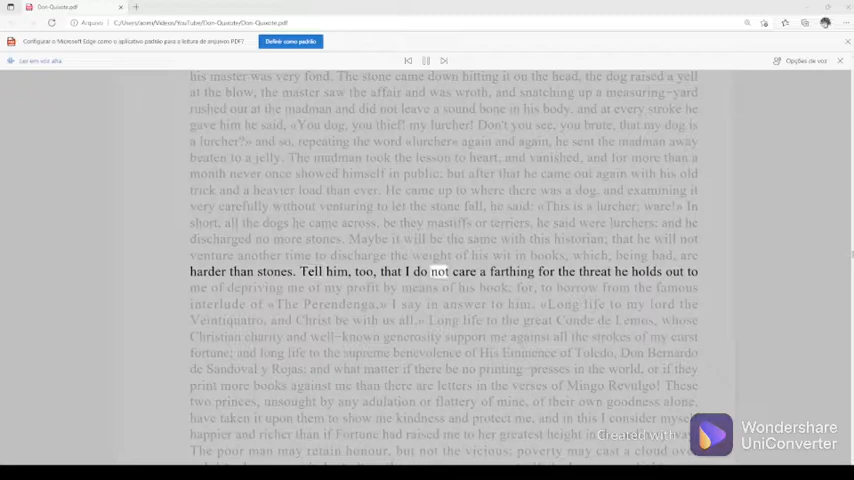 Don-Quixote.pdf
Arquivo
C:/Users/aoxni/Videos/YouTube/Don-Quixote/Don-Quixote.pdf
Configurar o Microsoft Edge como o aplicativo padrão para a leitura de arquivos PDF?
Definir como padrão
Ler em voz alta
Opções de voz
his master was very fond. The stone came down hitting it on the head, the dog raised a yell
at the blow, the master saw the affair and was wroth, and snatching up a measuring-yard
rushed out at the madman and did not leave a sound bone in his body, and at every stroke he
gave him he said, «You dog, you thief! my lurcher! Don't you see, you brute, that my dog is
a lurcher?» and so, repeating the word «lurcher» again and again, he sent the madman away
beaten to a jelly. The madman took the lesson to heart, and vanished, and for more than a
month never once showed himself in public; but after that he came out again with his old
trick and a heavier load than ever. He came up to where there was a dog, and examining it
very carefully without venturing to let the stone fall, he said: «This is a lurcher; ware!» In
short, all the dogs he came across, be they mastiffs or terriers, he said were lurchers; and he
discharged no more stones. Maybe it will be the same with this historian; that he will not
venture another time to discharge the weight of his wit in books, which, being bad, are
harder than stones. Tell him, too, that I do not care a farthing for the threat he holds out to
me of depriving me of my profit by means of his book; for, to borrow from the famous
interlude of «The Perendenga,» I say in answer to him, «Long life to my lord the
Veintiquatro, and Christ be with us all.» Long life to the great Conde de Lemos, whose
Christian charity and well-known generosity support me against all the strokes of my curst
fortune; and long life to the supreme benevolence of His Eminence of Toledo, Don Bernardo
de Sandoval y Rojas; and what matter if there be no printing-presses in the world, or if they
print more books against me than there are letters in the verses of Mingo Revulgo! These
two princes, unsought by any adulation or flattery of mine, of their own goodness alone,
have taken it upon them to show me kindness and protect me, and in this I consider myself
happier and richer than if Fortune had raised me to her greatest height in
The poor man may retain honour, but not the vicious; poverty may cast a cloud over
Created with
Wondershare
UniConverter